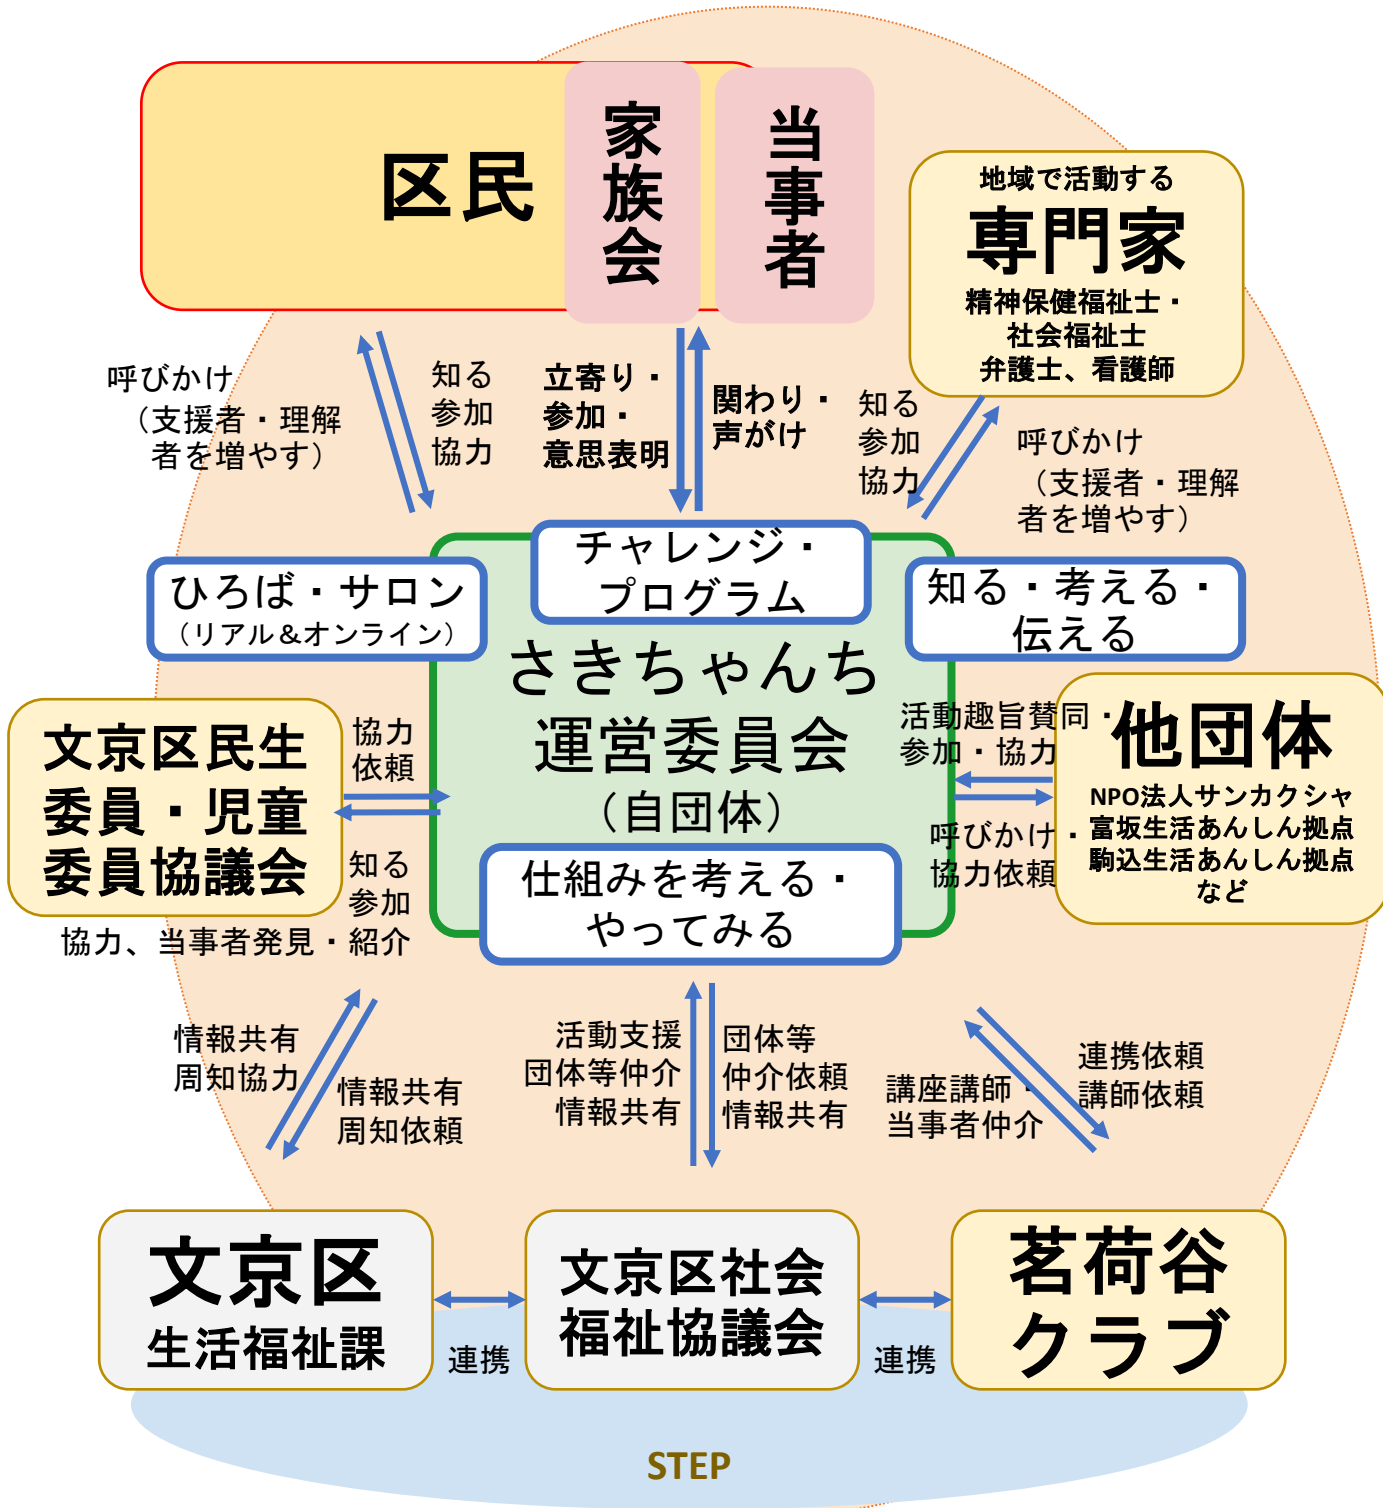 区民
家族会
当事者
地域で活動する
専門家
精神保健福祉士・
社会福祉士
弁護士、看護師
呼びかけ
（支援者・理解
者を増やす）
知る
参加
協力
立寄り・
参加・
意思表明
関わり・
声がけ
知る
参加
協力
呼びかけ
（支援者・理解
者を増やす）
チャレンジ・
プログラム
ひろば・サロン
（リアル＆オンライン）
知る・考える・
伝える
さきちゃんち
運営委員会
（自団体）
文京区民生
委員・児童
委員協議会
協力
依頼
知る
参加
協力、当事者発見・紹介
活動趣旨賛同・
参加・協力
呼びかけ・
協力依頼
他団体
NPO法人サンカクシャ
富坂生活あんしん拠点
駒込生活あんしん拠点
など
仕組みを考える・
やってみる
情報共有
周知協力
情報共有
周知依頼
活動支援
団体等仲介
情報共有
団体等
仲介依頼
情報共有
講座講師・
当事者仲介
連携依頼
講師依頼
文京区
生活福祉課
連携
文京区社会
福祉協議会
連携
茗荷谷
クラブ
STEP